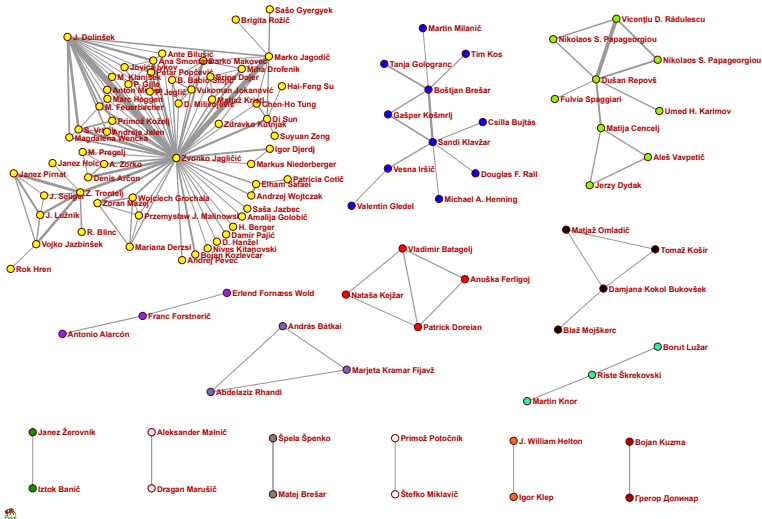 Sašo Gyergyek
Brigita Rožič
Vicenţiu D. Rădulescu
Martin Milanič
J. Dolinšek
Nikolaos S. Papageorgiou
Ante Bilušić
Marko Jagodič
Tim Kos
Ana Smontara
Darko Makovec
Nikolaos S. Papageorgiou
Tanja Gologranc
Jovica Ivkov
Miha Drofenik
Petar Popčević
M. Klanjšek
Brina Dojer
Dušan Repovš
P. Gille
Hai-Feng Su
Boštjan Brešar
Vukoman Jokanović
P. Jeglič
Marc Heggen
Matjaž Kristl
Fulvia Spaggiari
D. Milivojević
Chen-Ho Tung
M. Feuerbacher
Umed H. Karimov
Gašper Košmrlj
Primož Koželj
Di Sun
Csilla Bujtás
Zdravko Kutnjak
Matija Cencelj
Andreja Jelen
Magdalena Wencka
Suyuan Zeng
Sandi Klavžar
Igor Djerdj
M. Pregelj
Zvonko Jagličić
Aleš Vavpetič
Janez Holc
A. Zorko
Markus Niederberger
Vesna Iršič
Janez Pirnat
Douglas F. Rall
Denis Arčon
Patricia Cotič
Elham Safaei
Jerzy Dydak
Z. Trontelj
J. Seliger
Andrzej Wojtczak
Wojciech Grochala
Michael A. Henning
Zoran Mazej
Valentin Gledel
Saša Jazbec
J. Lužnik
Przemysław J. Malinowski
Amalija Golobič
H. Berger
Matjaž Omladič
R. Blinc
Damir Pajić
D. Hanžel
Vojko Jazbinšek
Mariana Derzsi
Nives Kitanovski
Vladimir Batagelj
Tomaž Košir
Bojan Kozlevčar
Andrej Pevec
Rok Hren
Anuška Ferligoj
Damjana Kokol Bukovšek
Erlend Fornæss Wold
Nataša Kejžar
Franc Forstnerič
András Bátkai
Patrick Doreian
Blaž Mojškerc
Antonio Alarcón
Borut Lužar
Marjeta Kramar Fijavž
Riste Škrekovski
Abdelaziz Rhandi
Martin Knor
Janez Žerovnik
Aleksander Malnič
Špela Špenko
Primož Potočnik
J. William Helton
Bojan Kuzma
Iztok Banič
Dragan Marušič
Matej Brešar
Štefko Miklavič
Igor Klep
Грегор Долинар